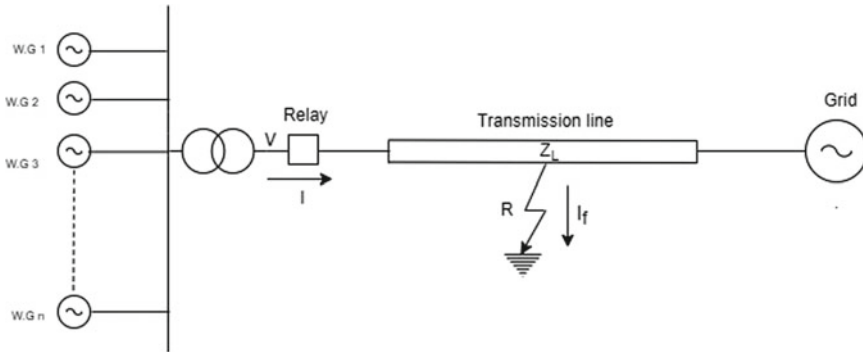 W.G 1
W.G 2
W.G 3
W.G n
V
Relay
I
Transmission line
Z_L
R
I_f
Grid